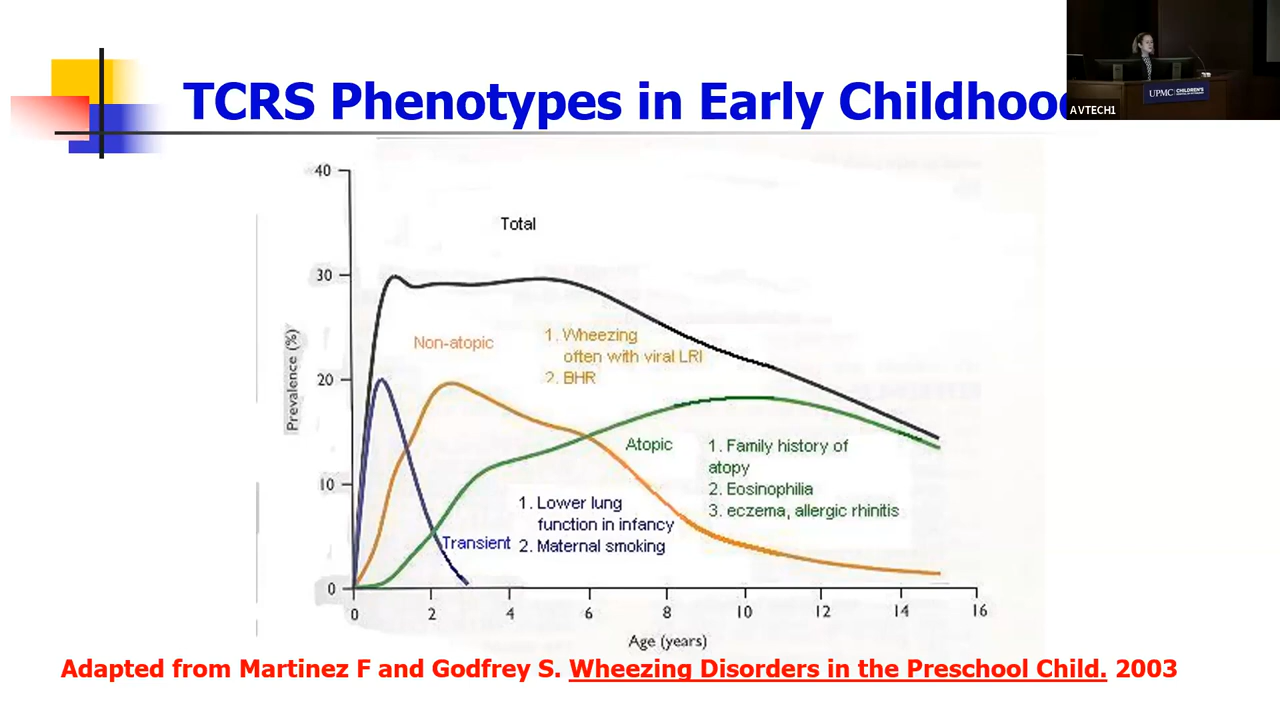 TCRS Phenotypes in Early Childhood
AVTECH1
UPMC CHILDREN'S
40
30
20
10
0
Prevalence (%)
Total
Non-atopic
1. Wheezing
often with viral LRI
2. BHR
Atopic
1. Family history of
atopy
2. Eosinophilia
3. eczema, allergic rhinitis
1. Lower lung
function in infancy
Transient
2. Maternal smoking
0 2 4 6 8 10 12 14 16
Age (years)
Adapted from Martinez F and Godfrey S. Wheezing Disorders in the Preschool Child. 2003